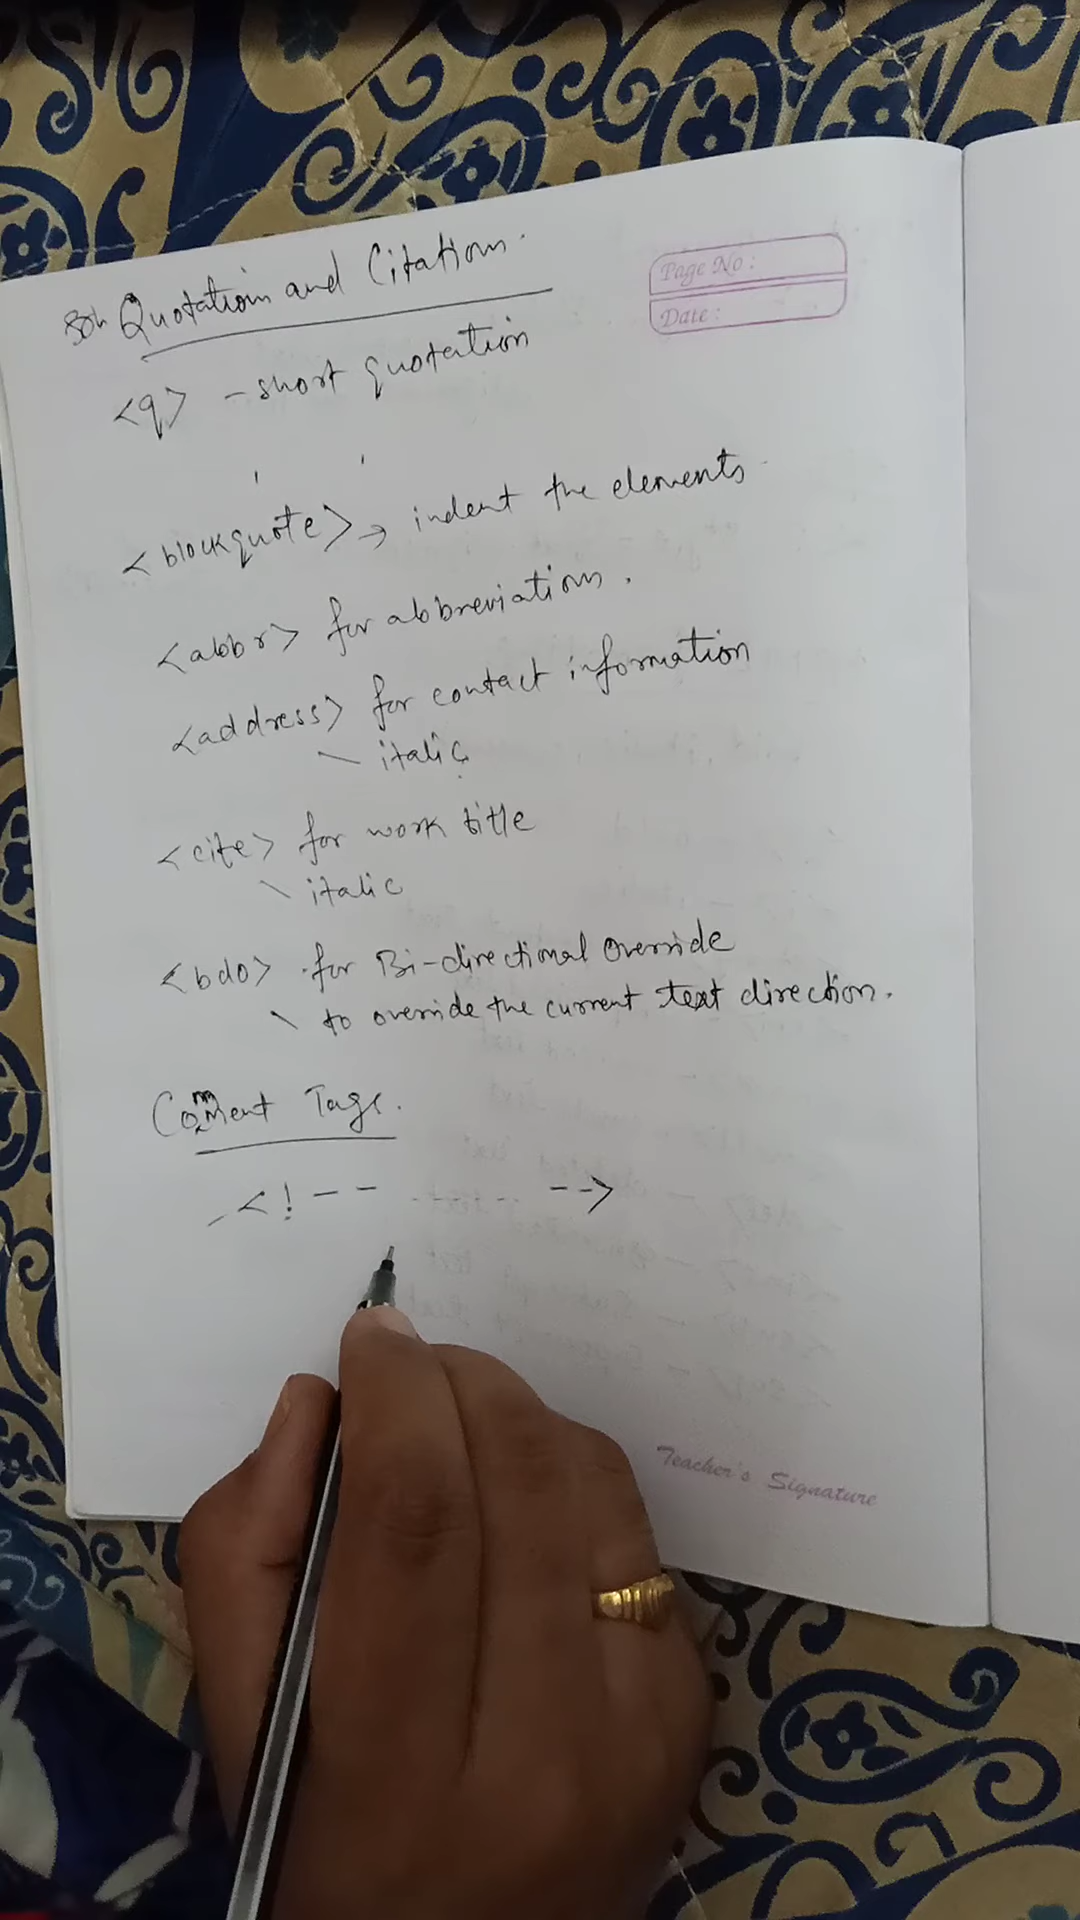 Quotation and Citation.
Page No :
Date :
<q> - short quotation
<blockquote> → indent the elements.
<abbr> for abbreviations.
<address> for contact information
\ italic
<cite> for work title
\ italic
<bdo> for Bi-directional Override
\ to override the current text direction.
Comment Tags.
<!-- -->
Teacher's Signature